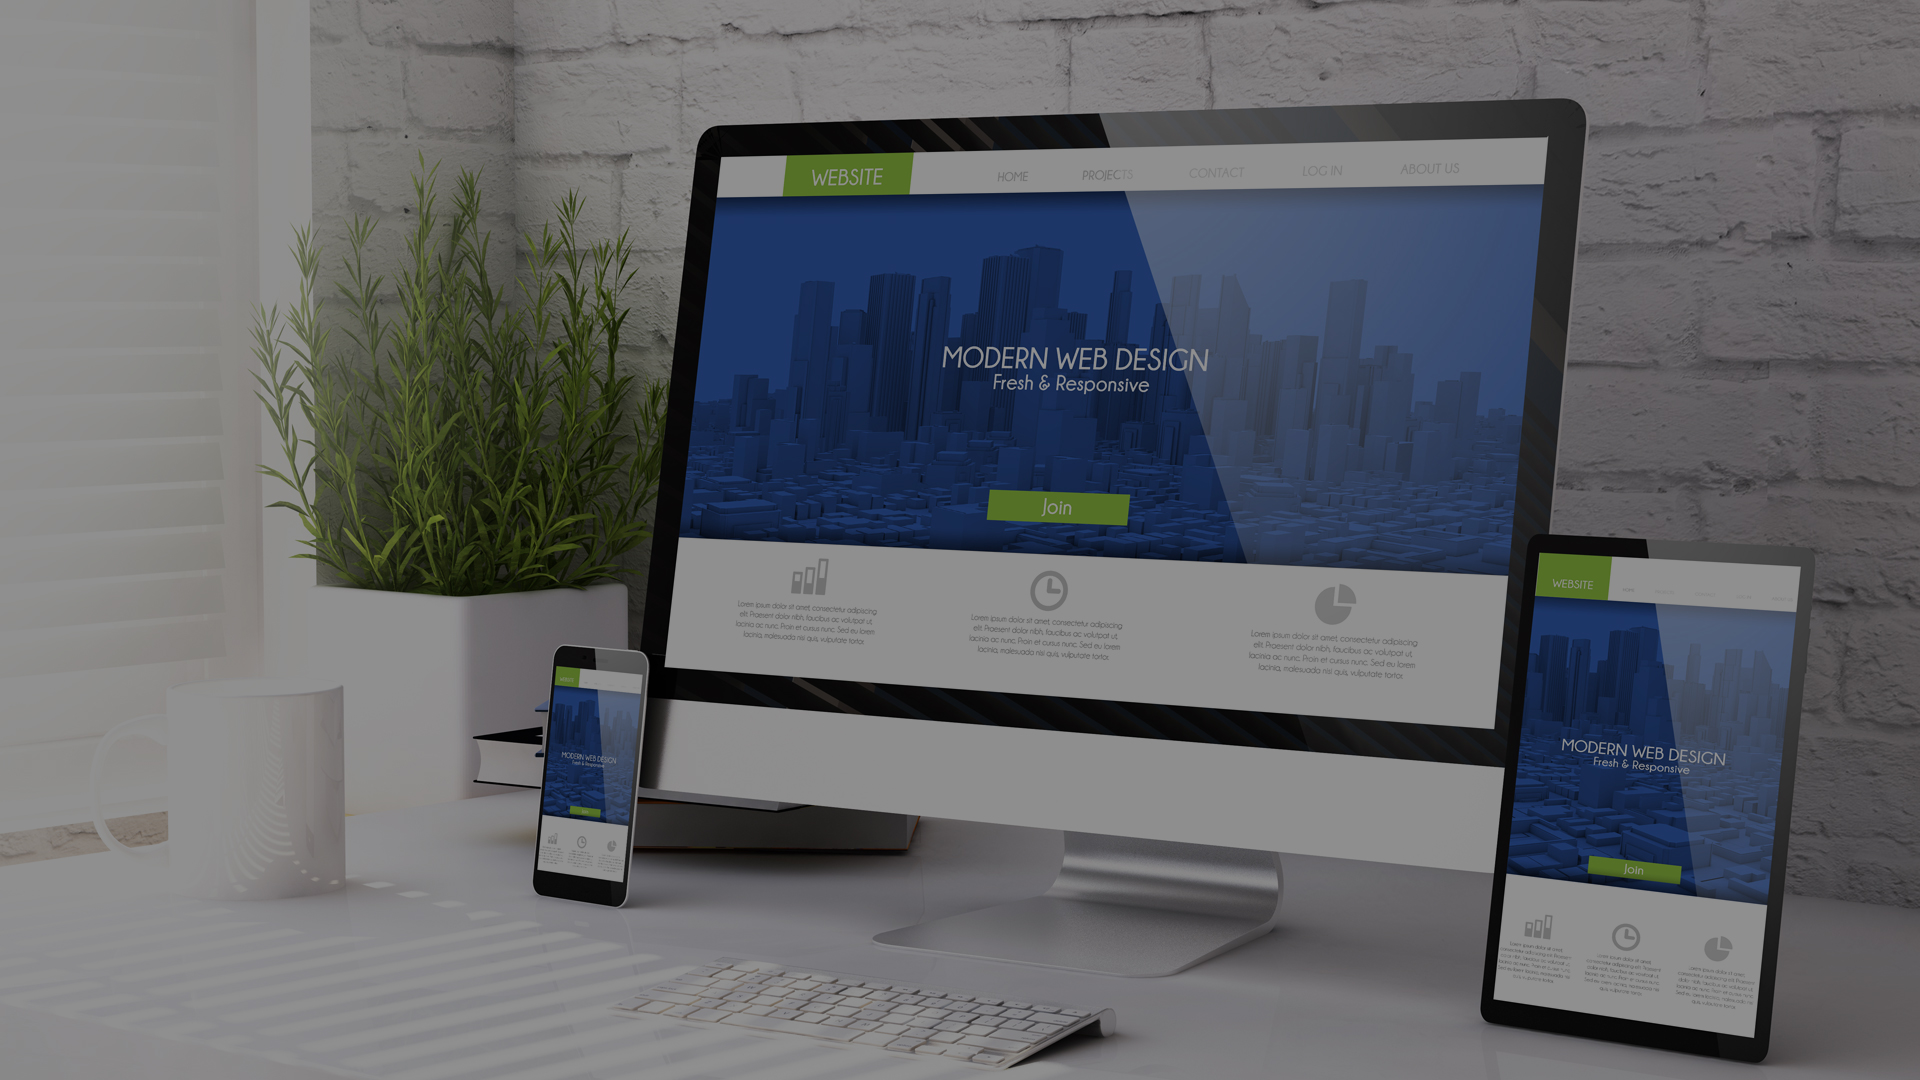 WEBSITE
HOME
PROJECTS
CONTACT
LOG IN
ABOUT US
MODERN WEB DESIGN
Fresh & Responsive
Join
Lorem ipsum dolor sit amet, consectetur adipiscing
elit. Praesent dolor nibh, faucibus ac volutpat ut,
lacinia ac nunc. Proin et cursus nunc. Sed eu lorem
lacinia, malesuada nisi quis, vulputate tortor.
Lorem ipsum dolor sit amet, consectetur adipiscing
elit. Praesent dolor nibh, faucibus ac volutpat ut,
lacinia ac nunc. Proin et cursus nunc. Sed eu lorem
lacinia, malesuada nisi quis, vulputate tortor.
Lorem ipsum dolor sit amet, consectetur adipiscing
elit. Praesent dolor nibh, faucibus ac volutpat ut,
lacinia ac nunc. Proin et cursus nunc. Sed eu lorem
lacinia, malesuada nisi quis, vulputate tortor.
WEBSITE
MODERN WEB DESIGN
Fresh & Responsive
WEBSITE
MODERN WEB DESIGN
Fresh & Responsive
Join